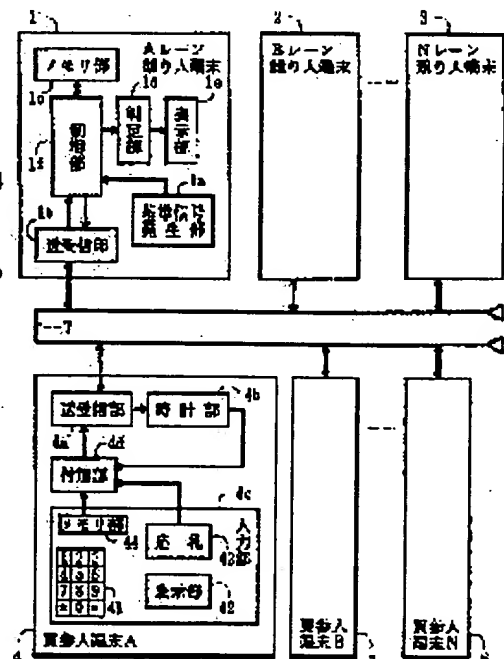 1
2
3
Aレーン
競り人端末
Bレーン
競り人端末
Nレーン
競り人端末
メモリ部
1c
1d
1e
制御部
判定部
表示部
1f
1a
1b
送受信部
7
送受信部
時計部
4b
4a
4d
付加部
4c
メモリ部
応札
入力部
44
43
1 2 3
4 5 6
7 8 9
* 0 =
41
表示部
42
買参人端末A
買参人
端末B
買参人
端末N